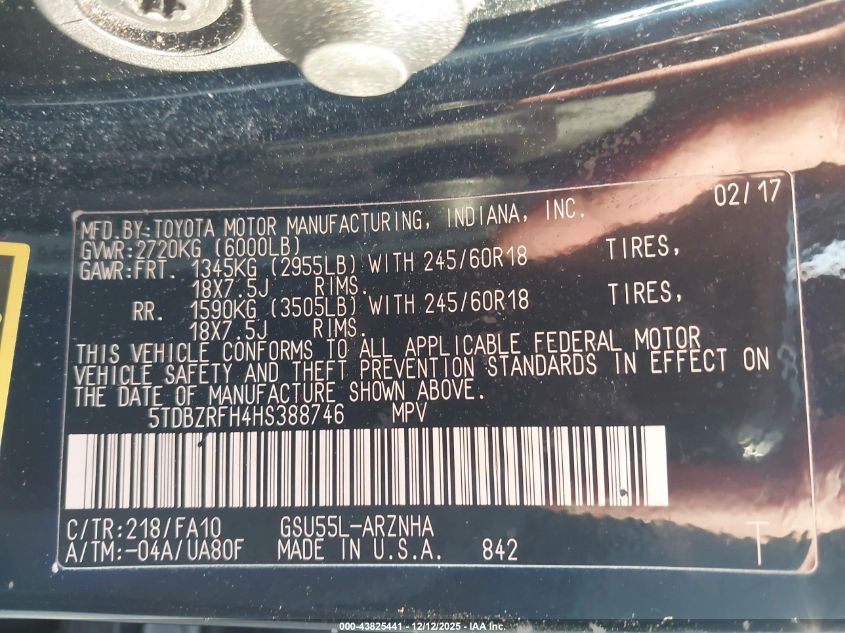 02/17
MFD.BY:TOYOTA MOTOR MANUFACTURING, INDIANA, INC.
GVWR:2720KG (6000LB)
GAWR:FRT. 1345KG (2955LB) WITH 245/60R18 TIRES,
18X7.5J RIMS.
RR. 1590KG (3505LB) WITH 245/60R18 TIRES,
18X7.5J RIMS.
THIS VEHICLE CONFORMS TO ALL APPLICABLE FEDERAL MOTOR
VEHICLE SAFETY AND THEFT PREVENTION STANDARDS IN EFFECT ON
THE DATE OF MANUFACTURE SHOWN ABOVE.
5TDBZRFH4HS388746 MPV
C/TR:218/FA10 GSU55L-ARZNHA
A/TM:-04A/UA80F MADE IN U.S.A. 842 T
000-43825441 - 12/12/2025 - IAA Inc.